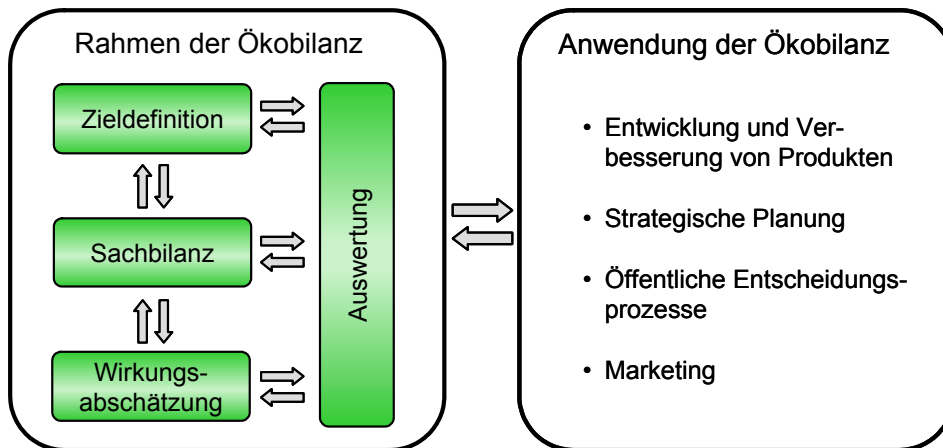 Rahmen der Ökobilanz
Zieldefinition
Sachbilanz
Wirkungs-
abschätzung
Auswertung
Anwendung der Ökobilanz
• Entwicklung und Ver-
besserung von Produkten
• Strategische Planung
• Öffentliche Entscheidungs-
prozesse
• Marketing